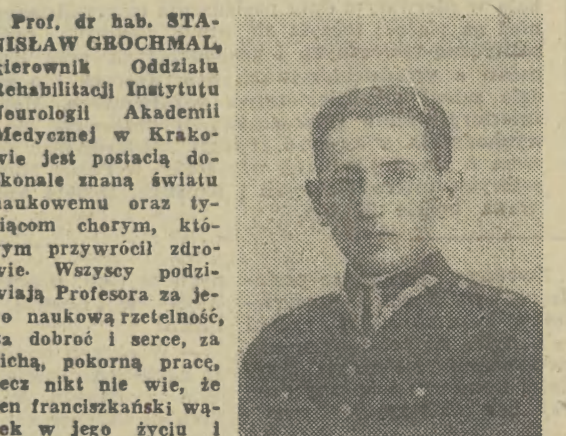 Prof. dr hab. STA-
NISŁAW GROCHMAL,
kierownik Oddziału
Rehabilitacji Instytutu
Neurologii Akademii
Medycznej w Krako-
wie jest postacią do-
skonale znaną światu
naukowemu oraz ty-
siącom chorym, któ-
rym przywrócił zdro-
wie. Wszyscy podzi-
wiają Profesora za je-
go naukową rzetelność,
za dobroć i serce, za
cichą, pokorną pracę,
lecz nikt nie wie, że
ten franciszkański wą-
tek w jego życiu i